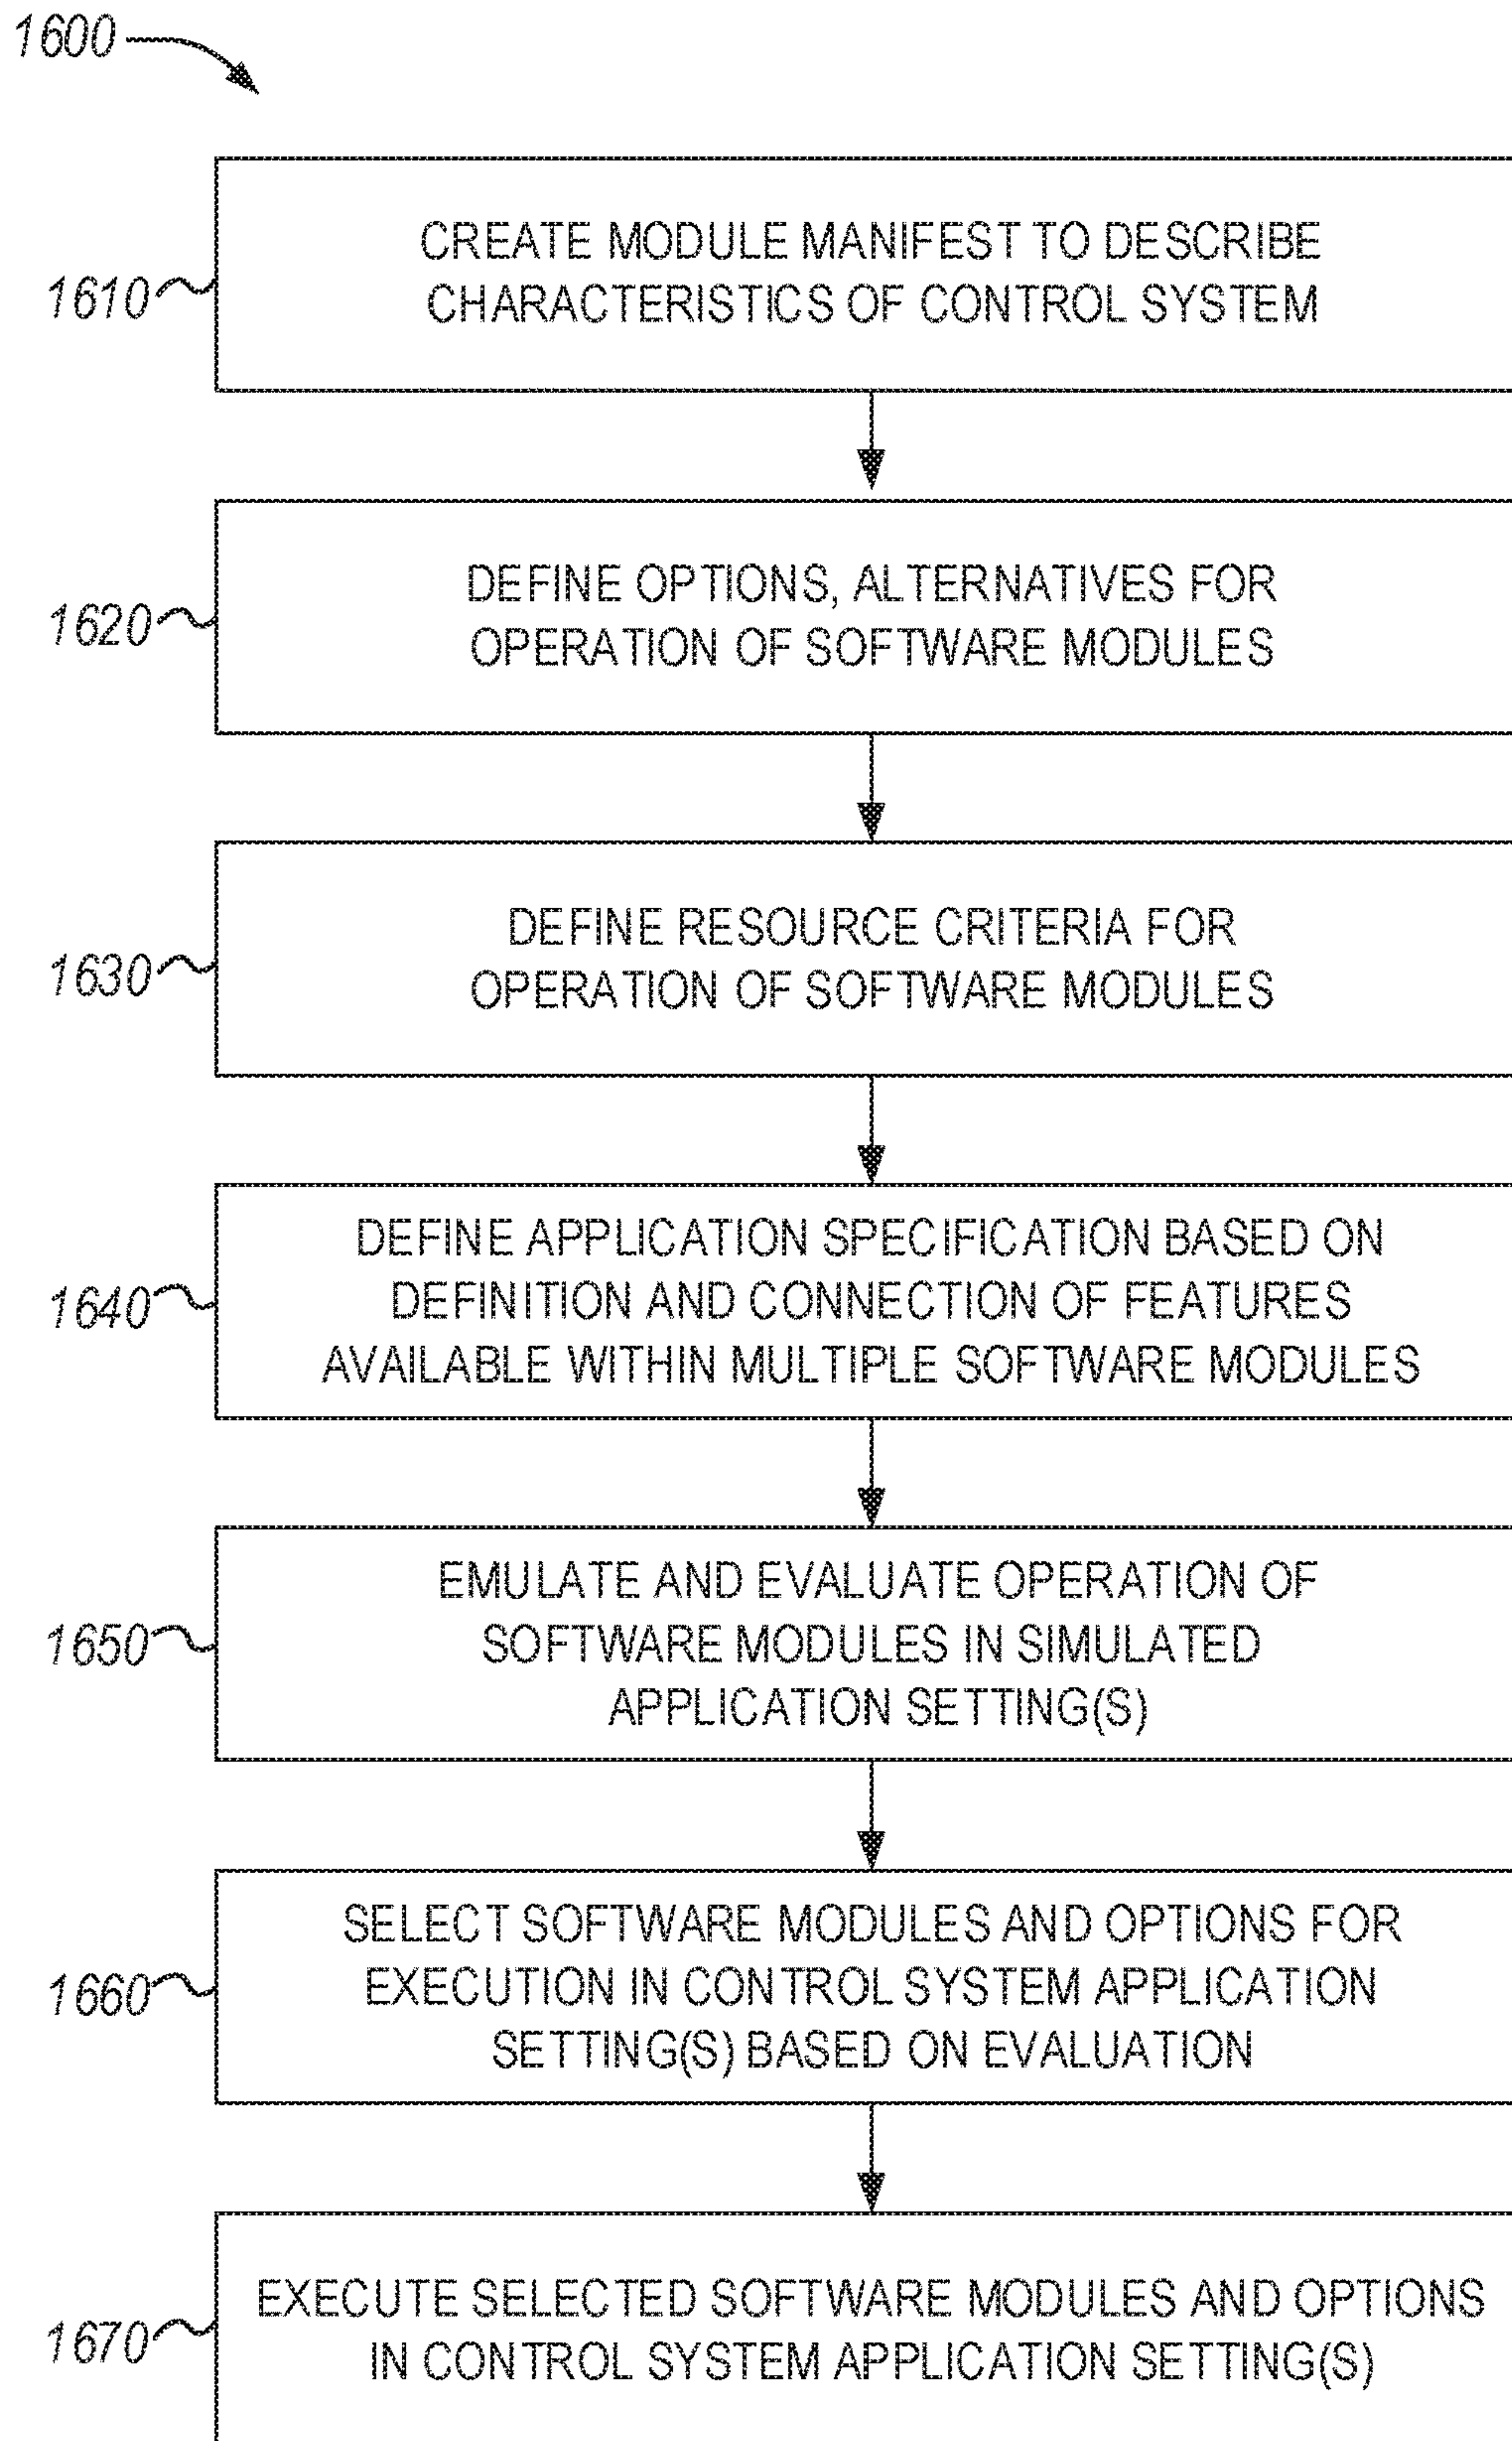 1600
CREATE MODULE MANIFEST TO DESCRIBE
CHARACTERISTICS OF CONTROL SYSTEM
1610
DEFINE OPTIONS, ALTERNATIVES FOR
OPERATION OF SOFTWARE MODULES
1620
DEFINE RESOURCE CRITERIA FOR
OPERATION OF SOFTWARE MODULES
1630
DEFINE APPLICATION SPECIFICATION BASED ON
DEFINITION AND CONNECTION OF FEATURES
AVAILABLE WITHIN MULTIPLE SOFTWARE MODULES
1640
EMULATE AND EVALUATE OPERATION OF
SOFTWARE MODULES IN SIMULATED
APPLICATION SETTING(S)
1650
SELECT SOFTWARE MODULES AND OPTIONS FOR
EXECUTION IN CONTROL SYSTEM APPLICATION
SETTING(S) BASED ON EVALUATION
1660
EXECUTE SELECTED SOFTWARE MODULES AND OPTIONS
IN CONTROL SYSTEM APPLICATION SETTING(S)
1670